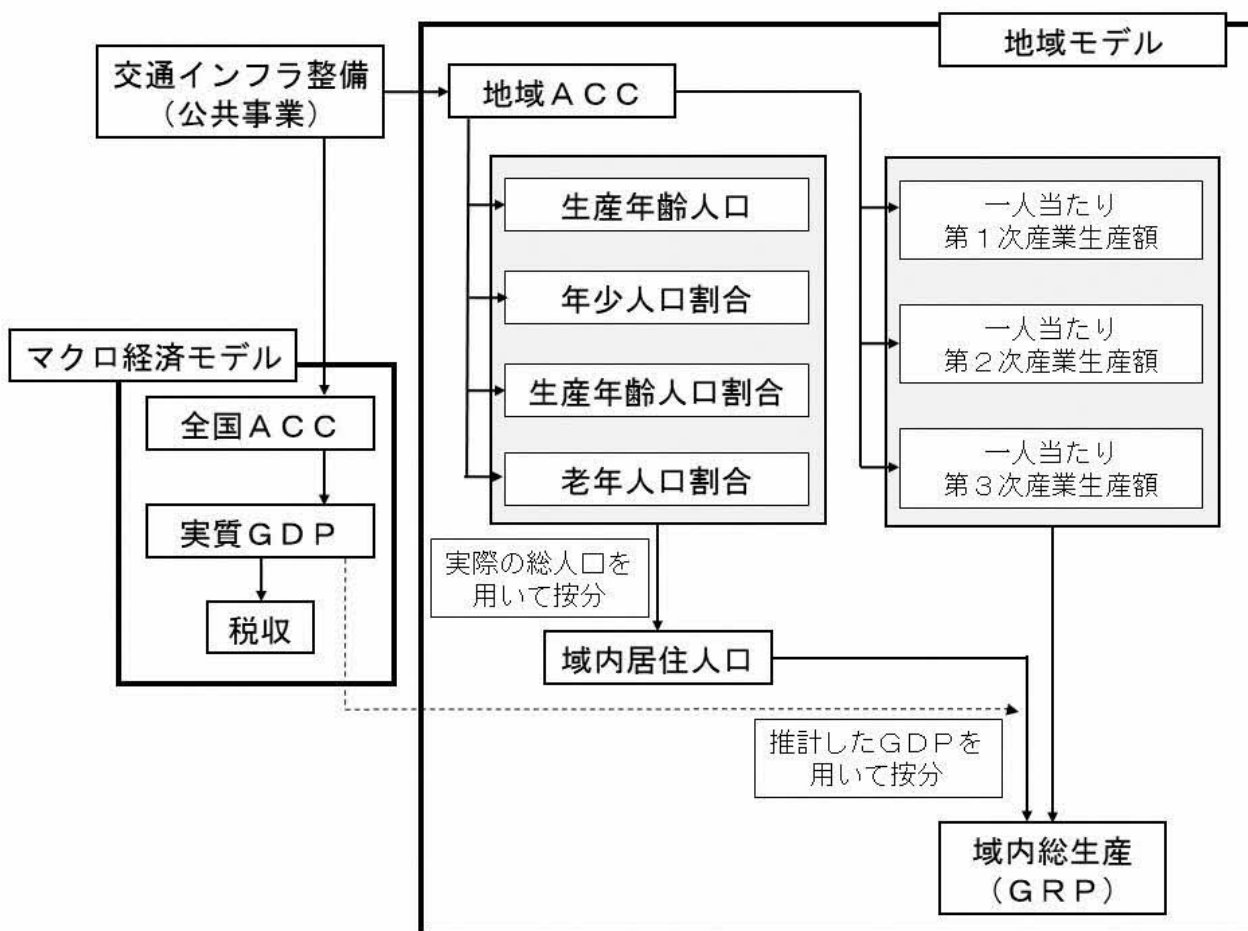 地域モデル
交通インフラ整備
（公共事業）
地域ＡＣＣ
生産年齢人口
年少人口割合
生産年齢人口割合
老年人口割合
一人当たり
第１次産業生産額
一人当たり
第２次産業生産額
一人当たり
第３次産業生産額
マクロ経済モデル
全国ＡＣＣ
実質ＧＤＰ
税収
実際の総人口を
用いて按分
域内居住人口
推計したＧＤＰを
用いて按分
域内総生産
（ＧＲＰ）